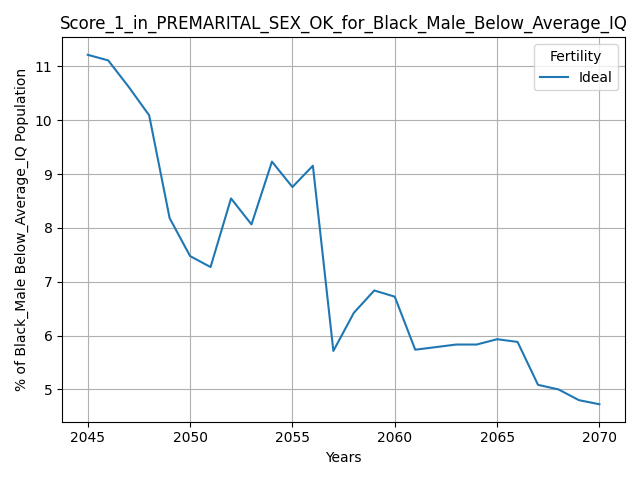 Score_1_in_PREMARITAL_SEX_OK_for_Black_Male_Below_Average_IQ
Fertility
Ideal
% of Black_Male Below_Average_IQ Population
11
10
9
8
7
6
5
2045 2050 2055 2060 2065 2070
Years